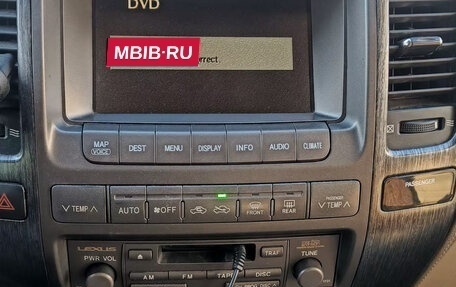 DVD
MBIB-RU
rrect.
MAP
VOICE
DEST
MENU
DISPLAY
INFO
AUDIO
CLIMATE
TEMP
AUTO
OFF
FRONT
REAR
PASSENGER
TEMP
PASSENGER
LEXUS
PWR VOL
TRAF
TUNE
AM
FM
TAPE
DISC